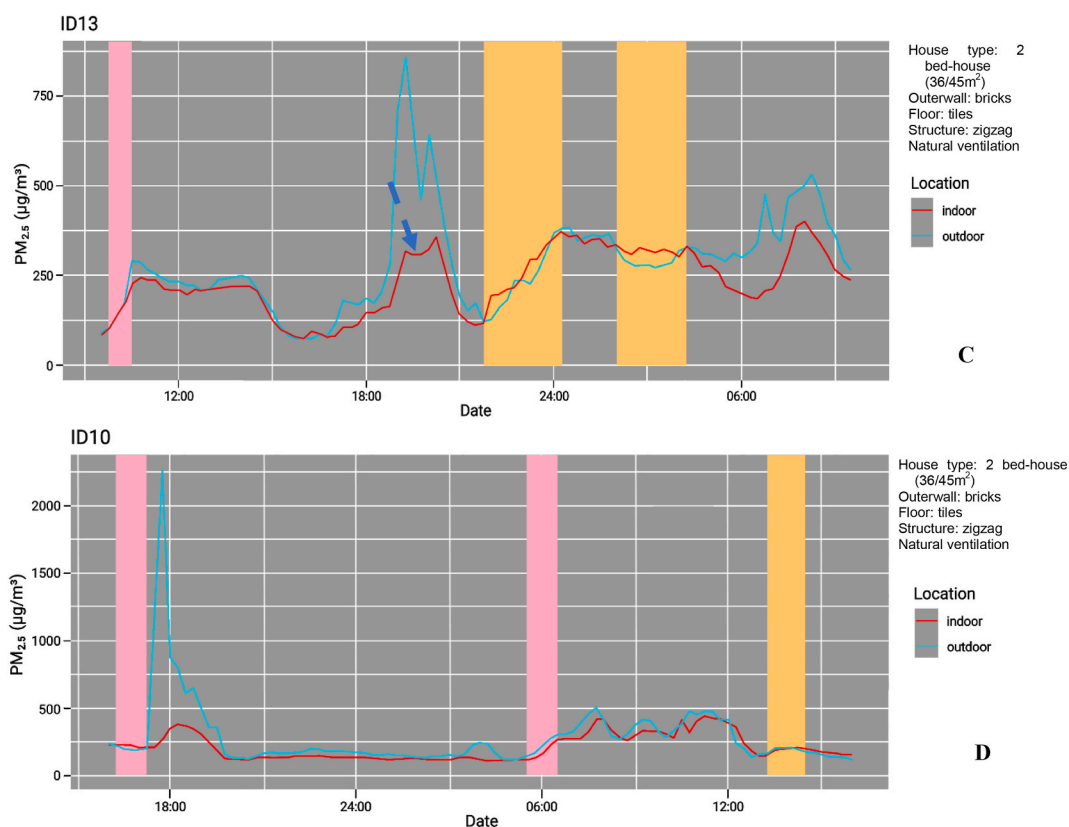 ID13
750
500
250
0
PM2.5 (µg/m³)
12:00
18:00
24:00
06:00
Date
House type: 2
bed-house
(36/45m²)
Outerwall: bricks
Floor: tiles
Structure: zigzag
Natural ventilation
Location
indoor
outdoor
C
ID10
2000
1500
1000
500
0
PM2.5 (µg/m³)
18:00
24:00
06:00
12:00
Date
House type: 2 bed-house
(36/45m²)
Outerwall: bricks
Floor: tiles
Structure: zigzag
Natural ventilation
Location
indoor
outdoor
D